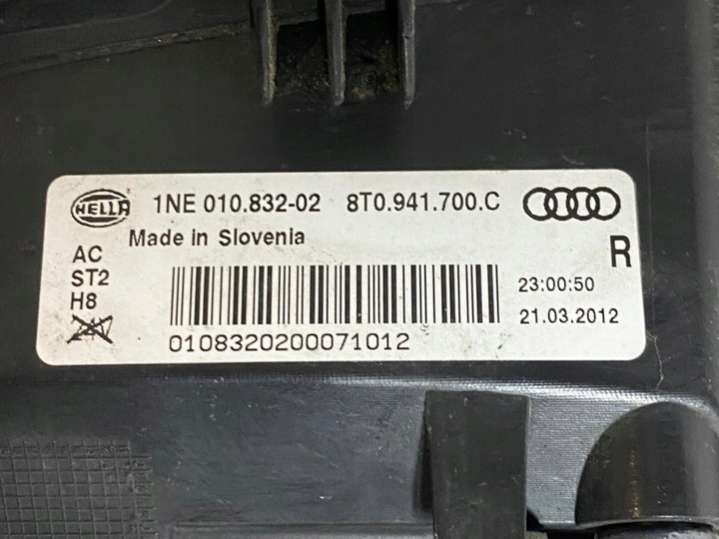 HELLA 1NE 010.832-02 8T0.941.700.C
Made in Slovenia R
AC
ST2 23:00:50
H8 21.03.2012
0108320200071012